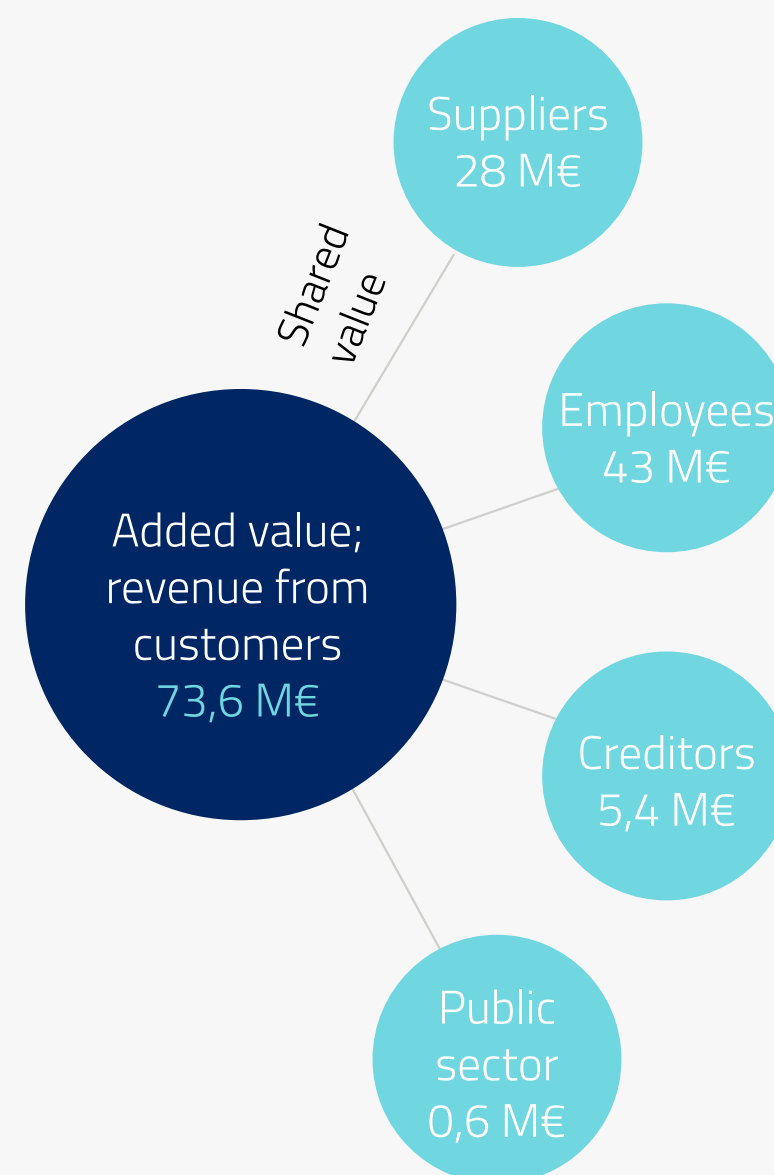 Suppliers
28 M€
Shared
value
Employees
43 M€
Added value;
revenue from
customers
73,6 M€
Creditors
5,4 M€
Public
sector
0,6 M€